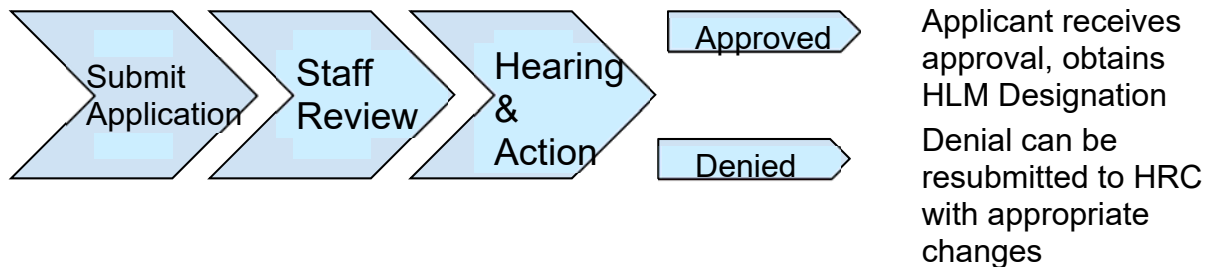 Submit
Application
Staff
Review
Hearing
&
Action
Approved
Applicant receives
approval, obtains
HLM Designation
Denied
Denial can be
resubmitted to HRC
with appropriate
changes